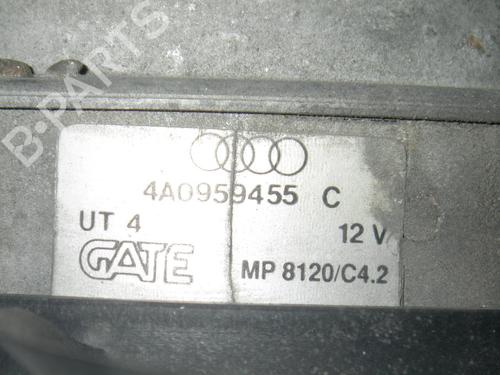 B-PARTS
4A0959455 C
UT 4
12 V
GATE
MP 8120/C4.2